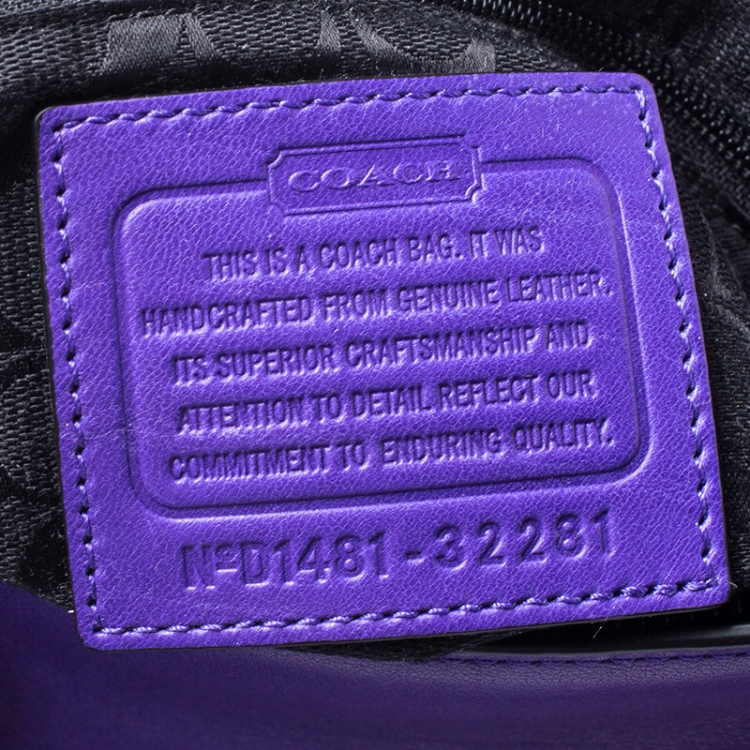 COACH
THIS IS A COACH BAG. IT WAS
HANDCRAFTED FROM GENUINE LEATHER.
ITS SUPERIOR CRAFTSMANSHIP AND
ATTENTION TO DETAIL REFLECT OUR
COMMITMENT TO ENDURING QUALITY.
NºD1481-32281